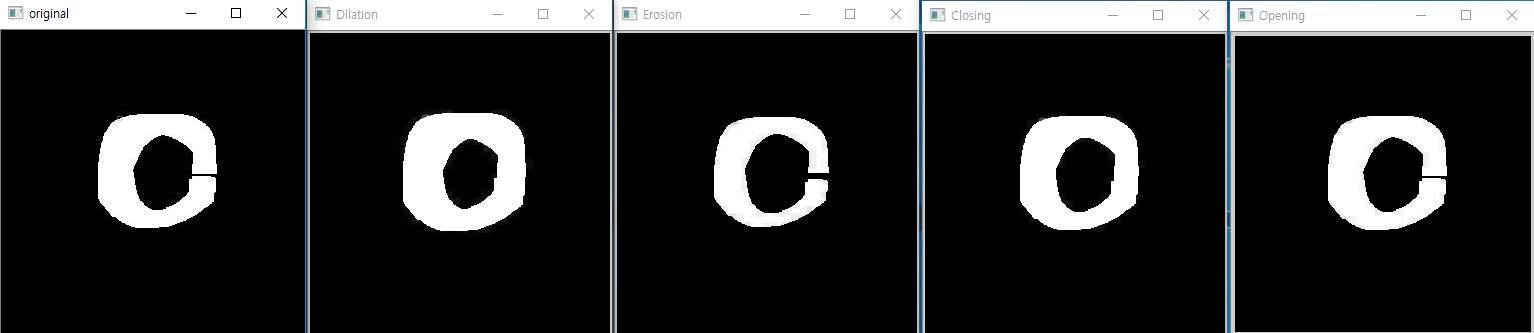 original
Dilation
Erosion
Closing
Opening